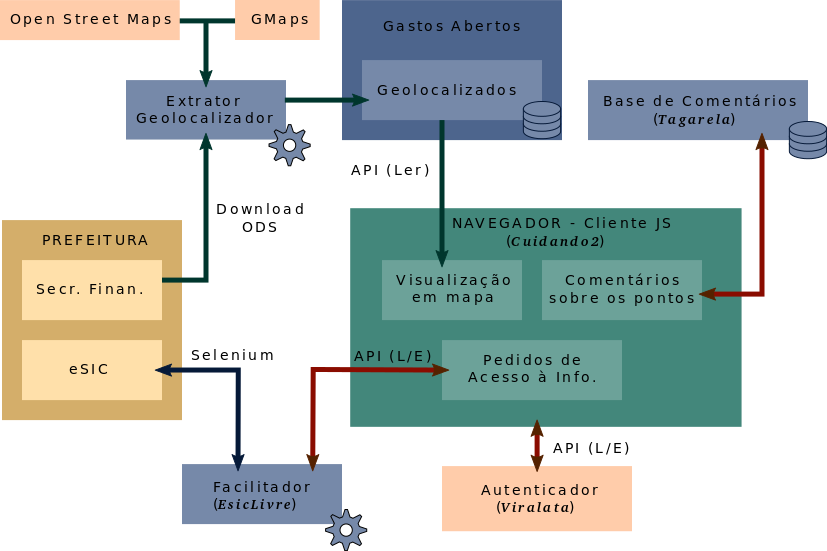 Open Street Maps
GMaps
Gastos Abertos
Geolocalizados
Extrator
Geolocalizador
Base de Comentários
(Tagarela)
API (Ler)
Download
ODS
NAVEGADOR - Cliente JS
(Cuidando2)
PREFEITURA
Secr. Finan.
Visualização
em mapa
Comentários
sobre os pontos
eSIC
Selenium
API (L/E)
Pedidos de
Acesso à Info.
API (L/E)
Facilitador
(EsicLivre)
Autenticador
(Viralata)